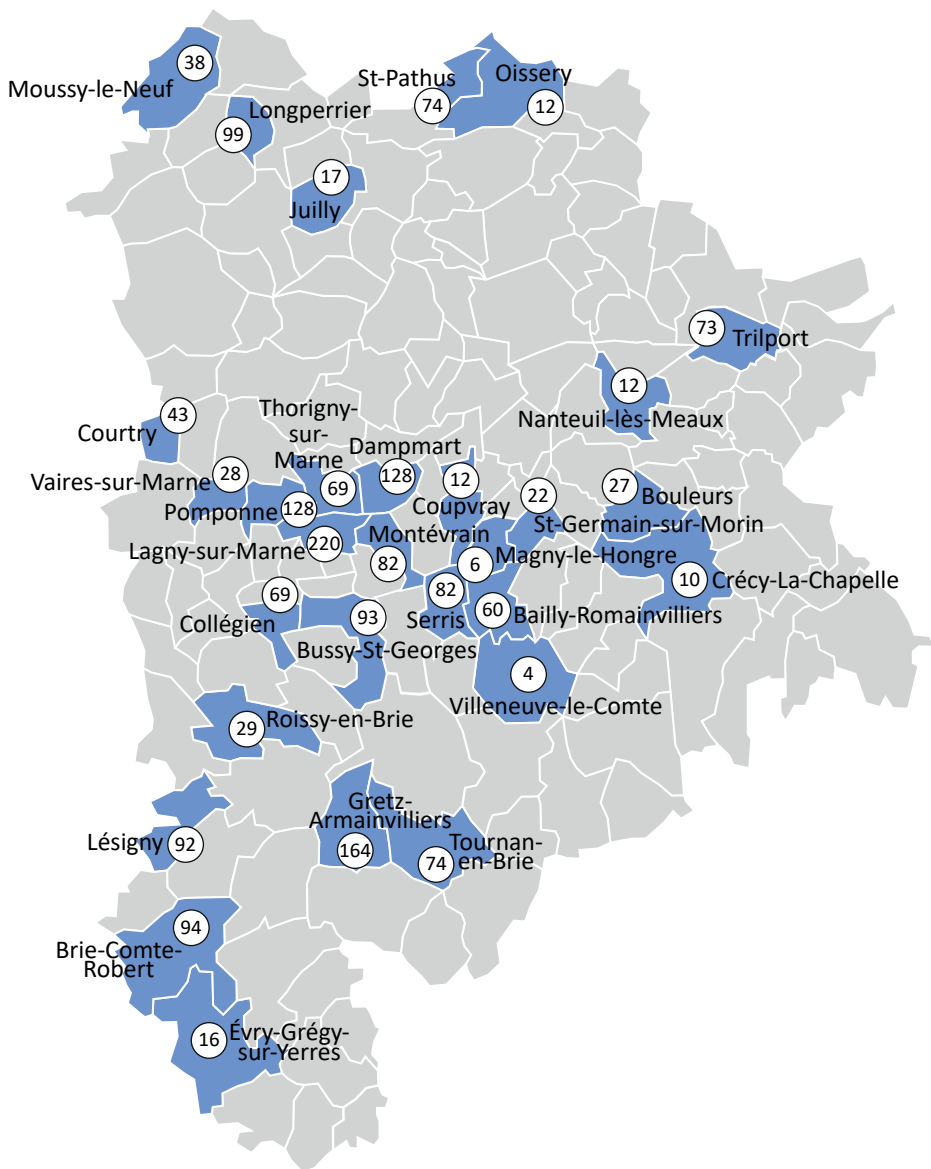 38
Moussy-le-Neuf
Longperrier
99
St-Pathus
74
Oissery
12
17
Juilly
73
Trilport
12
Nanteuil-lès-Meaux
43
Courtry
Thorigny-
sur-
Marne
69
Dampmart
128
28
Vaires-sur-Marne
Pomponne
128
Lagny-sur-Marne
220
12
Coupvray
22
St-Germain-sur-Morin
27
Bouleurs
Montévrain
82
Magny-le-Hongre
6
10
Crécy-La-Chapelle
69
Collégien
93
Bussy-St-Georges
82
Serris
60
Bailly-Romainvilliers
4
Villeneuve-le-Comte
Roissy-en-Brie
29
Gretz-
Armainvilliers
164
Tournan-
en-Brie
74
Lésigny
92
94
Brie-Comte-
Robert
16
Évry-Grégy-
sur-Yerres